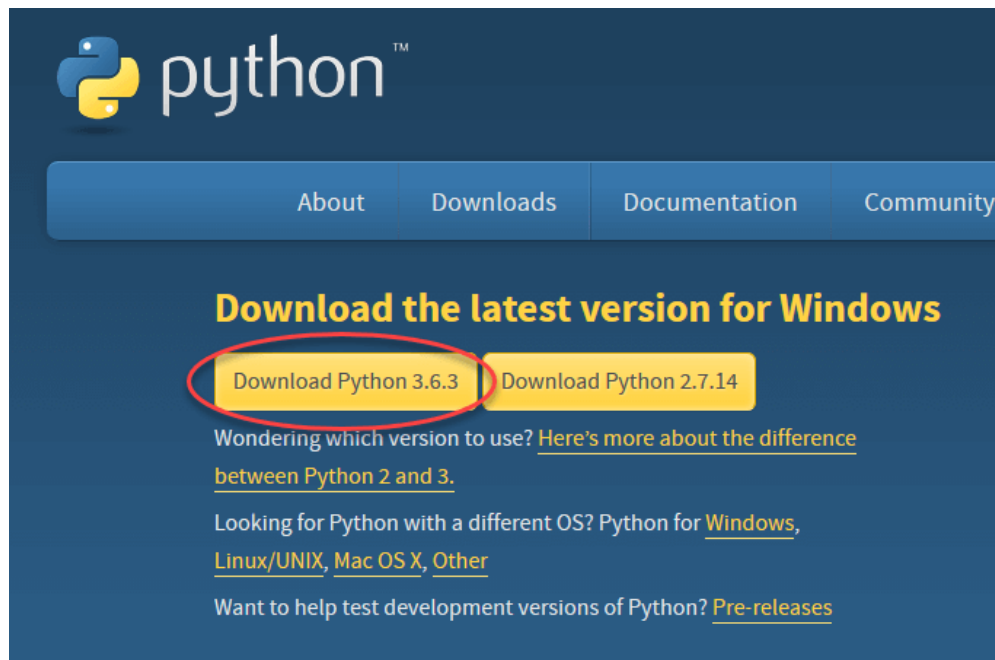 python™
About Downloads Documentation Community
Download the latest version for Windows
Download Python 3.6.3 Download Python 2.7.14
Wondering which version to use? Here's more about the difference
between Python 2 and 3.
Looking for Python with a different OS? Python for Windows,
Linux/UNIX, Mac OS X, Other
Want to help test development versions of Python? Pre-releases